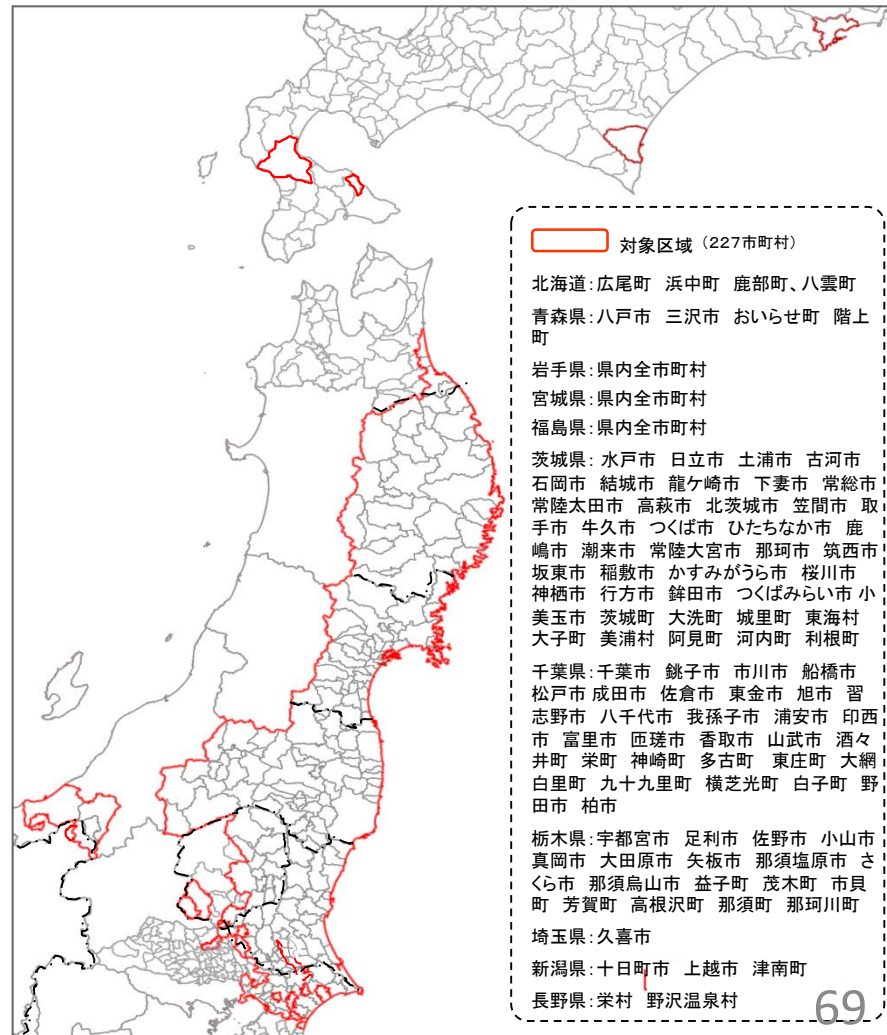 対象区域（227市町村）
北海道：広尾町 浜中町 鹿部町、八雲町
青森県：八戸市 三沢市 おいらせ町 階上
町
岩手県：県内全市町村
宮城県：県内全市町村
福島県：県内全市町村
茨城県：水戸市 日立市 土浦市 古河市
石岡市 結城市 龍ケ崎市 下妻市 常総市
常陸太田市 高萩市 北茨城市 笠間市 取
手市 牛久市 つくば市 ひたちなか市 鹿
嶋市 潮来市 常陸大宮市 那珂市 筑西市
坂東市 稲敷市 かすみがうら市 桜川市
神栖市 行方市 鉾田市 つくばみらい市 小
美玉市 茨城町 大洗町 城里町 東海村
大子町 美浦村 阿見町 河内町 利根町
千葉県：千葉市 銚子市 市川市 船橋市
松戸市 成田市 佐倉市 東金市 旭市 習
志野市 八千代市 我孫子市 浦安市 印西
市 富里市 匝瑳市 香取市 山武市 酒々
井町 栄町 神崎町 多古町 東庄町 大網
白里町 九十九里町 横芝光町 白子町 野
田市 柏市
栃木県：宇都宮市 足利市 佐野市 小山市
真岡市 大田原市 矢板市 那須塩原市 さ
くら市 那須烏山市 益子町 茂木町 市貝
町 芳賀町 高根沢町 那須町 那珂川町
埼玉県：久喜市
新潟県：十日町市 上越市 津南町
長野県：栄村 野沢温泉村
69